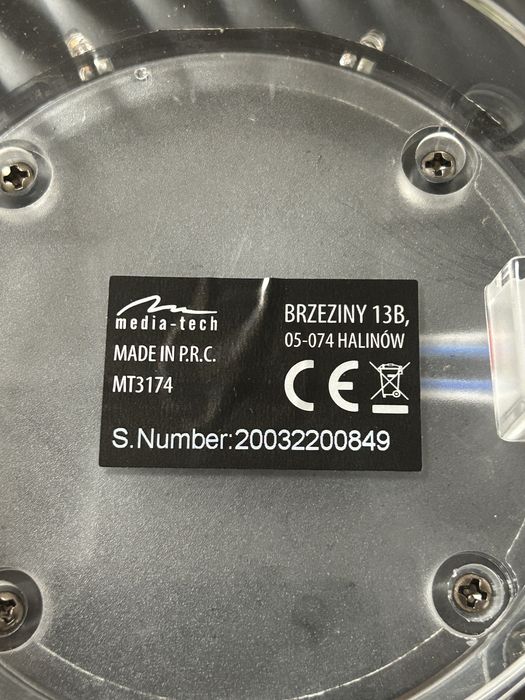 media-tech
MADE IN P.R.C.
MT3174
BRZEZINY 13B,
05-074 HALINÓW
CE
S.Number:20032200849